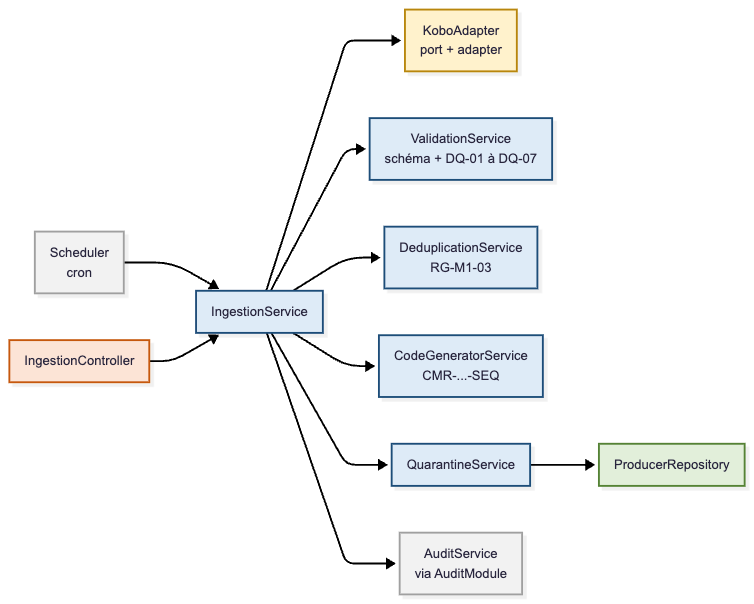 KoboAdapter
port + adapter
ValidationService
schéma + DQ-01 à DQ-07
DeduplicationService
RG-M1-03
Scheduler
cron
IngestionService
IngestionController
CodeGeneratorService
CMR-...-SEQ
QuarantineService
ProducerRepository
AuditService
via AuditModule